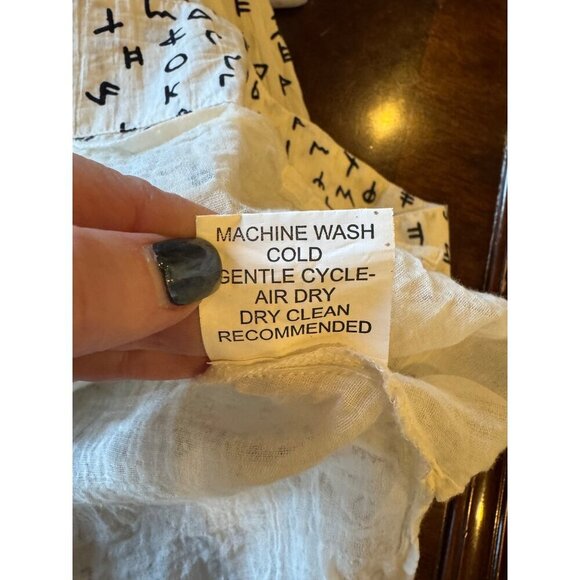 MACHINE WASH
COLD
GENTLE CYCLE-
AIR DRY
DRY CLEAN
RECOMMENDED